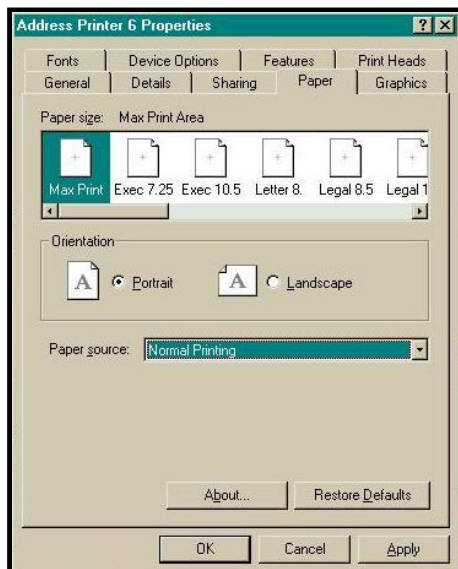 Address Printer 6 Properties
Fonts Device Options Features Print Heads
General Details Sharing Paper Graphics
Paper size: Max Print Area
Max Print Exec 7.25 Exec 10.5 Letter 8. Legal 8.5 Legal 1
Orientation
A Portrait A Landscape
Paper source: Normal Printing
About... Restore Defaults
OK Cancel Apply